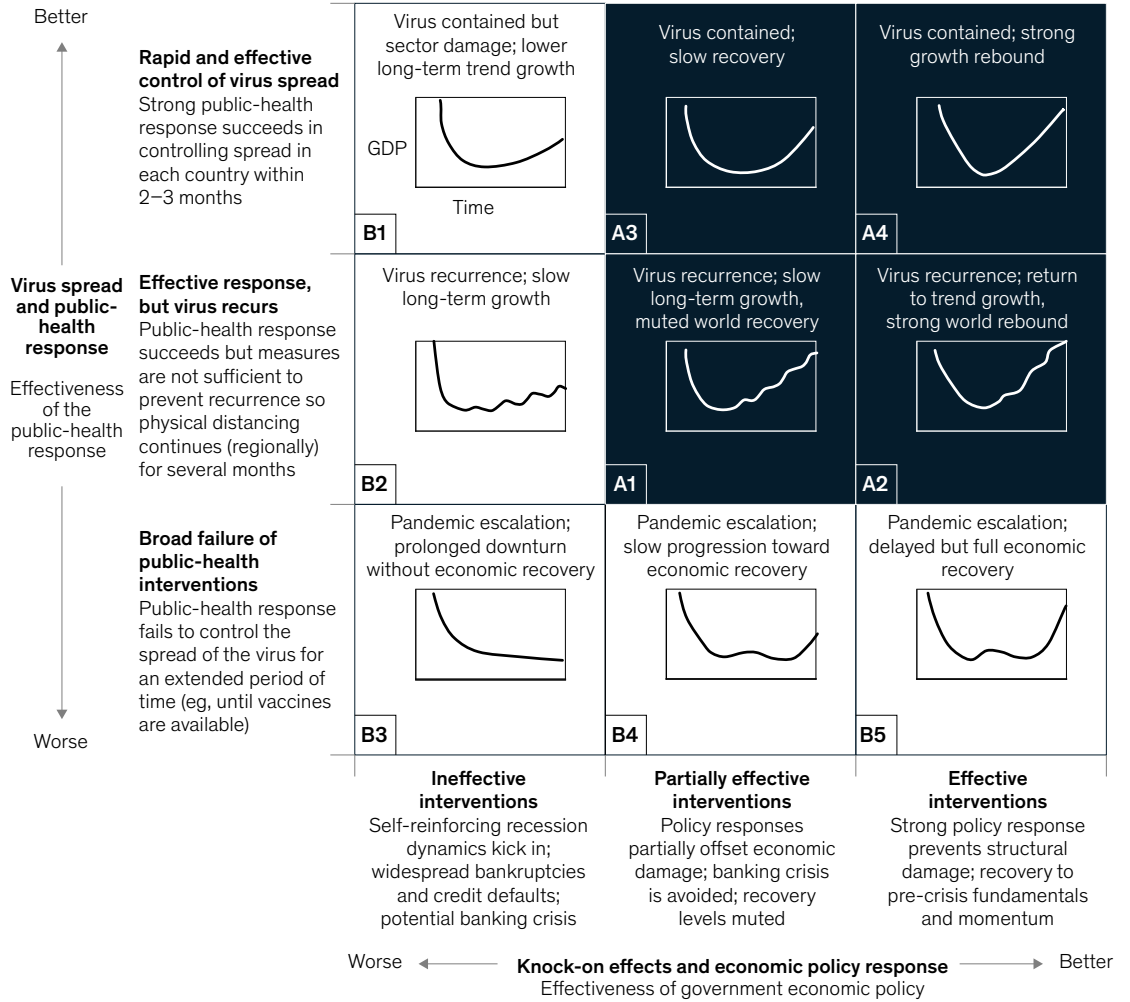 Better
Rapid and effective
control of virus spread
Strong public-health
response succeeds in
controlling spread in
each country within
2–3 months
Virus contained but
sector damage; lower
long-term trend growth
GDP
Time
B1
Virus contained;
slow recovery
A3
Virus contained; strong
growth rebound
A4
Virus spread
and public-
health
response
Effectiveness
of the
public-health
response
Effective response,
but virus recurs
Public-health response
succeeds but measures
are not sufficient to
prevent recurrence so
physical distancing
continues (regionally)
for several months
Virus recurrence; slow
long-term growth
B2
Virus recurrence; slow
long-term growth,
muted world recovery
A1
Virus recurrence; return
to trend growth,
strong world rebound
A2
Broad failure of
public-health
interventions
Public-health response
fails to control the
spread of the virus for
an extended period of
time (eg, until vaccines
are available)
Worse
Pandemic escalation;
prolonged downturn
without economic recovery
B3
Pandemic escalation;
slow progression toward
economic recovery
B4
Pandemic escalation;
delayed but full economic
recovery
B5
Ineffective
interventions
Self-reinforcing recession
dynamics kick in;
widespread bankruptcies
and credit defaults;
potential banking crisis
Partially effective
interventions
Policy responses
partially offset economic
damage; banking crisis
is avoided; recovery
levels muted
Effective
interventions
Strong policy response
prevents structural
damage; recovery to
pre-crisis fundamentals
and momentum
Worse
Knock-on effects and economic policy response
Effectiveness of government economic policy
Better